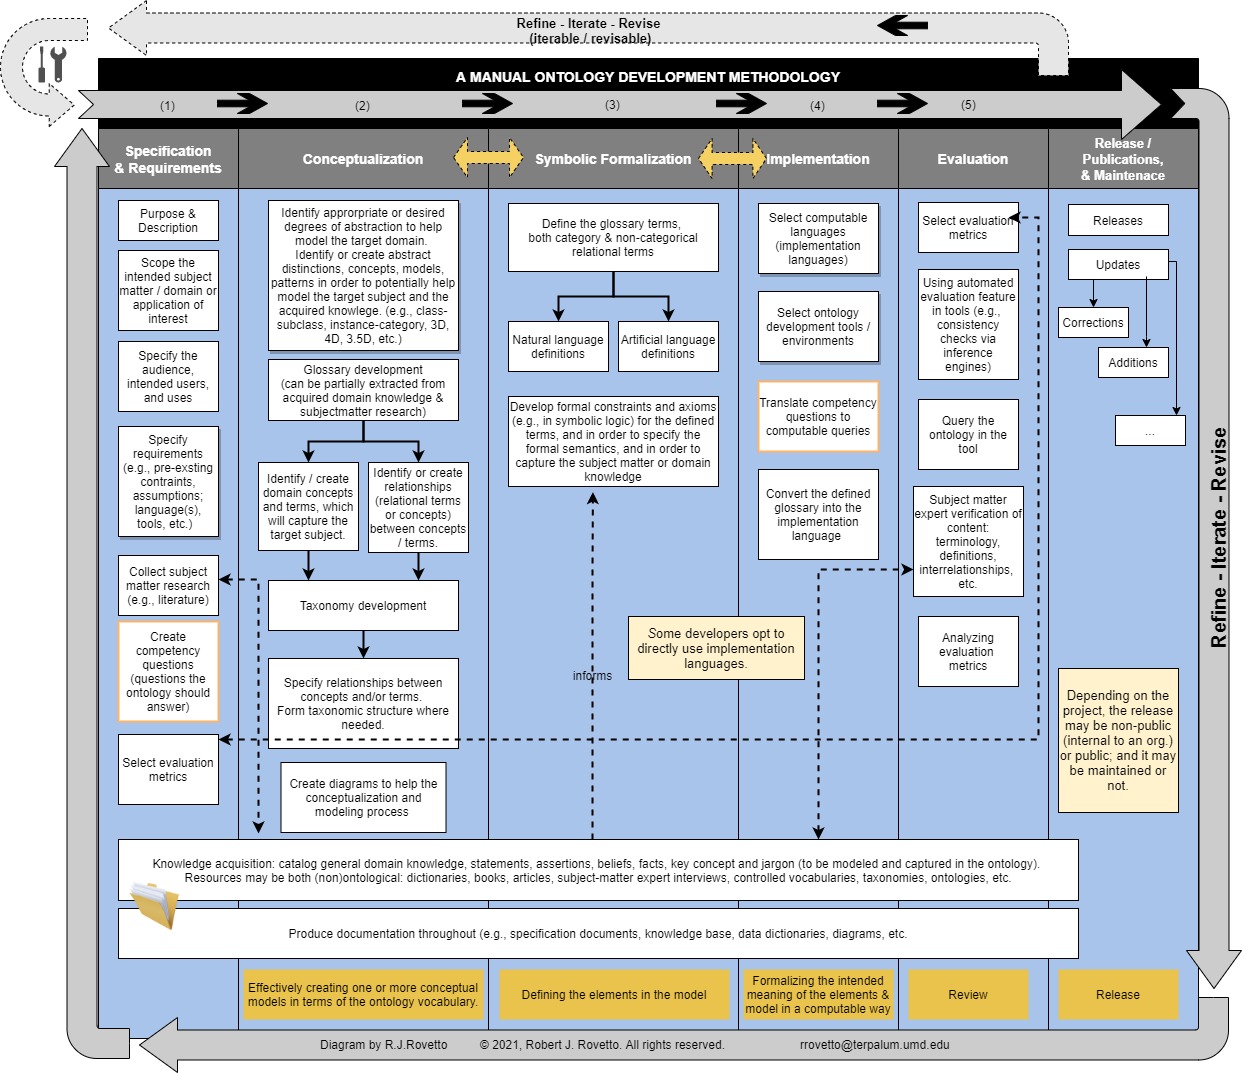 Refine - Iterate - Revise
(iterable / revisable)
A MANUAL ONTOLOGY DEVELOPMENT METHODOLOGY
(1)
(2)
(3)
(4)
(5)
Specification
& Requirements
Conceptualization
Symbolic Formalization
Implementation
Evaluation
Release /
Publications,
& Maintenace
Purpose &
Description
Scope the
intended subject
matter / domain or
application of
interest
Specify the
audience,
intended users,
and uses
Specify
requirements
(e.g., pre-existing
contraints,
assumptions;
language(s),
tools, etc.)
Collect subject
matter research
(e.g., literature)
Create
competency
questions
(questions the
ontology should
answer)
Select evaluation
metrics
Identify approrpriate or desired
degrees of abstraction to help
model the target domain.
Identify or create abstract
distinctions, concepts, models,
patterns in order to potentially help
model the target subject and the
acquired knowlege. (e.g., class-
subclass, instance-category, 3D,
4D, 3.5D, etc.)
Glossary development
(can be partially extracted from
acquired domain knowledge &
subjectmatter research)
Identify / create
domain concepts
and terms, which
will capture the
target subject.
Identify or create
relationships
(relational terms
or concepts)
between concepts
/ terms.
Taxonomy development
Specify relationships between
concepts and/or terms.
Form taxonomic structure where
needed.
Create diagrams to help the
conceptualization and
modeling process
Define the glossary terms,
both category & non-categorical
relational terms
Natural language
definitions
Artificial language
definitions
Develop formal constraints and axioms
(e.g., in symbolic logic) for the defined
terms, and in order to specify the
formal semantics, and in order to
capture the subject matter or domain
knowledge
informs
Some developers opt to
directly use implementation
languages.
Select computable
languages
(implementation
languages)
Select ontology
development tools /
environments
Translate competency
questions to
computable queries
Convert the defined
glossary into the
implementation
language
Select evaluation
metrics
Using automated
evaluation feature
in tools (e.g.,
consistency
checks via
inference
engines)
Query the
ontology in the
tool
Subject matter
expert verification of
content:
terminology,
definitions,
interrelationships,
etc.
Analyzing
evaluation
metrics
Releases
Updates
Corrections
Additions
...
Depending on the
project, the release
may be non-public
(internal to an org.)
or public; and it may
be maintained or
not.
Refine - Iterate - Revise
Knowledge acquisition: catalog general domain knowledge, statements, assertions, beliefs, facts, key concept and jargon (to be modeled and captured in the ontology).
Resources may be both (non)ontological: dictionaries, books, articles, subject-matter expert interviews, controlled vocabularies, taxonomies, ontologies, etc.
Produce documentation throughout (e.g., specification documents, knowledge base, data dictionaries, diagrams, etc.
Effectively creating one or more conceptual
models in terms of the ontology vocabulary.
Defining the elements in the model
Formalizing the intended
meaning of the elements &
model in a computable way
Review
Release
Diagram by R.J.Rovetto
© 2021, Robert J. Rovetto. All rights reserved.
rrovetto@terpalum.umd.edu